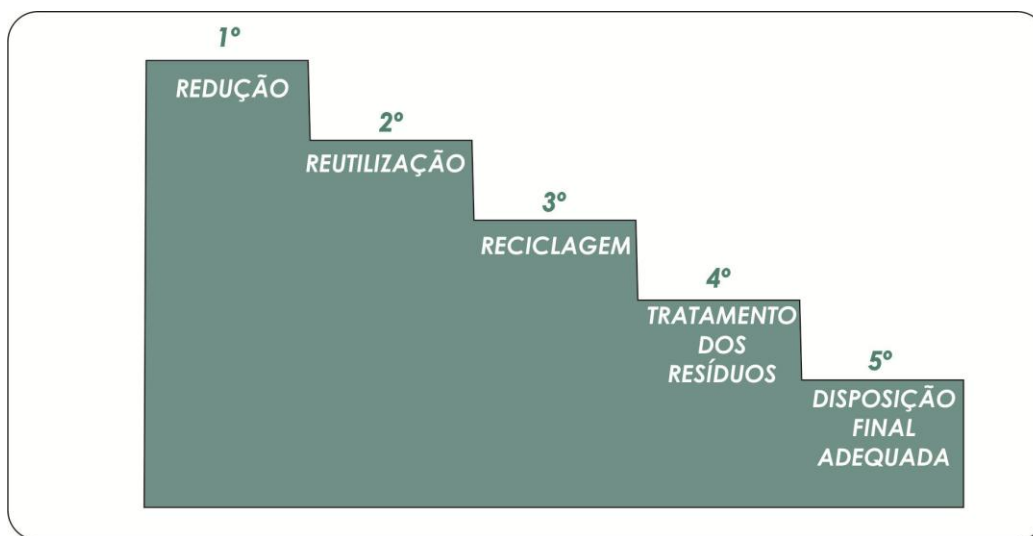 1º
REDUÇÃO
2º
REUTILIZAÇÃO
3º
RECICLAGEM
4º
TRATAMENTO
DOS
RESÍDUOS
5º
DISPOSIÇÃO
FINAL
ADEQUADA